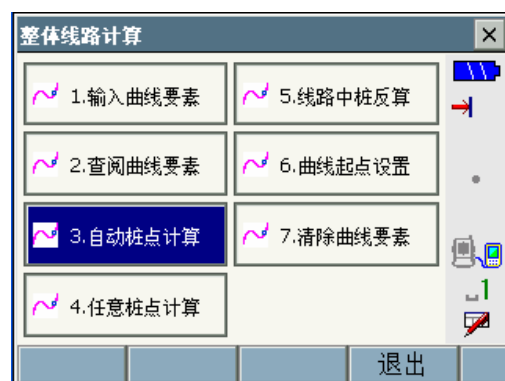 整体线路计算
1.输入曲线要素
5.线路中桩反算
2.查阅曲线要素
6.曲线起点设置
3.自动桩点计算
7.清除曲线要素
4.任意桩点计算
1
退出